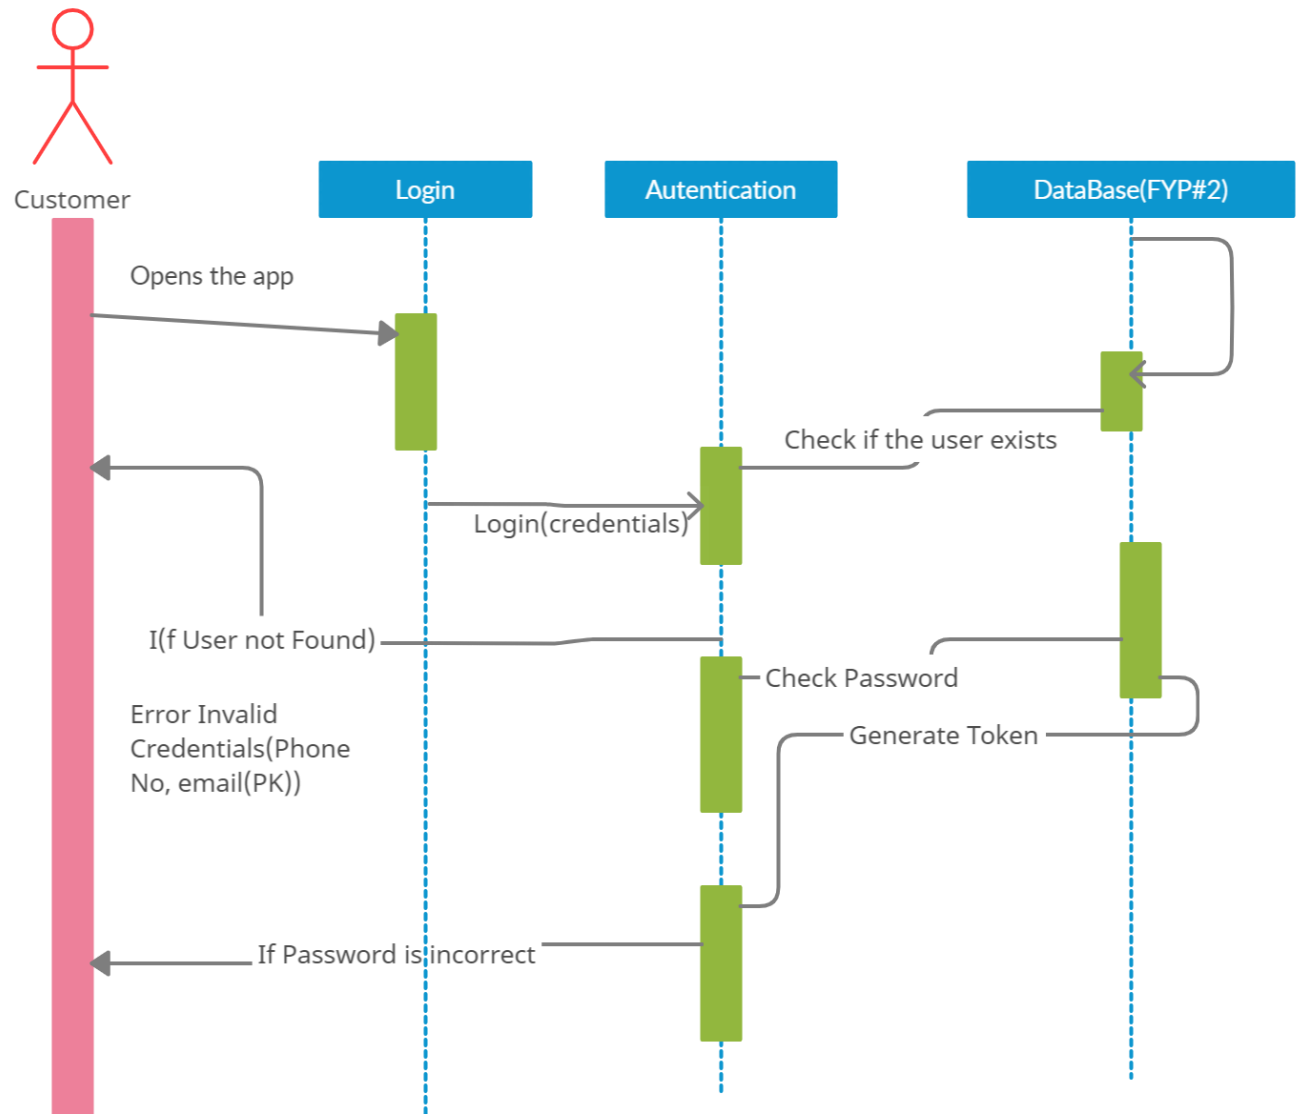 Customer
Login
Autentication
DataBase(FYP#2)
Opens the app
Check if the user exists
Login(credentials)
I(f User not Found)
Check Password
Error Invalid
Credentials(Phone
No, email(PK))
Generate Token
If Password is incorrect